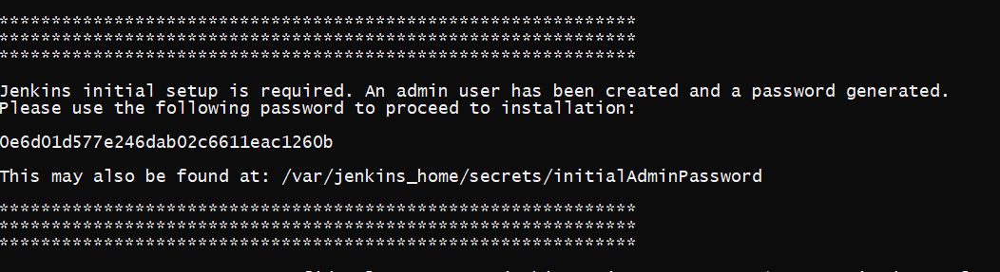 *************************************************************
*************************************************************
*************************************************************
Jenkins initial setup is required. An admin user has been created and a password generated.
Please use the following password to proceed to installation:
0e6d01d577e246dab02c6611eac1260b
This may also be found at: /var/jenkins_home/secrets/initialAdminPassword
*************************************************************
*************************************************************
*************************************************************